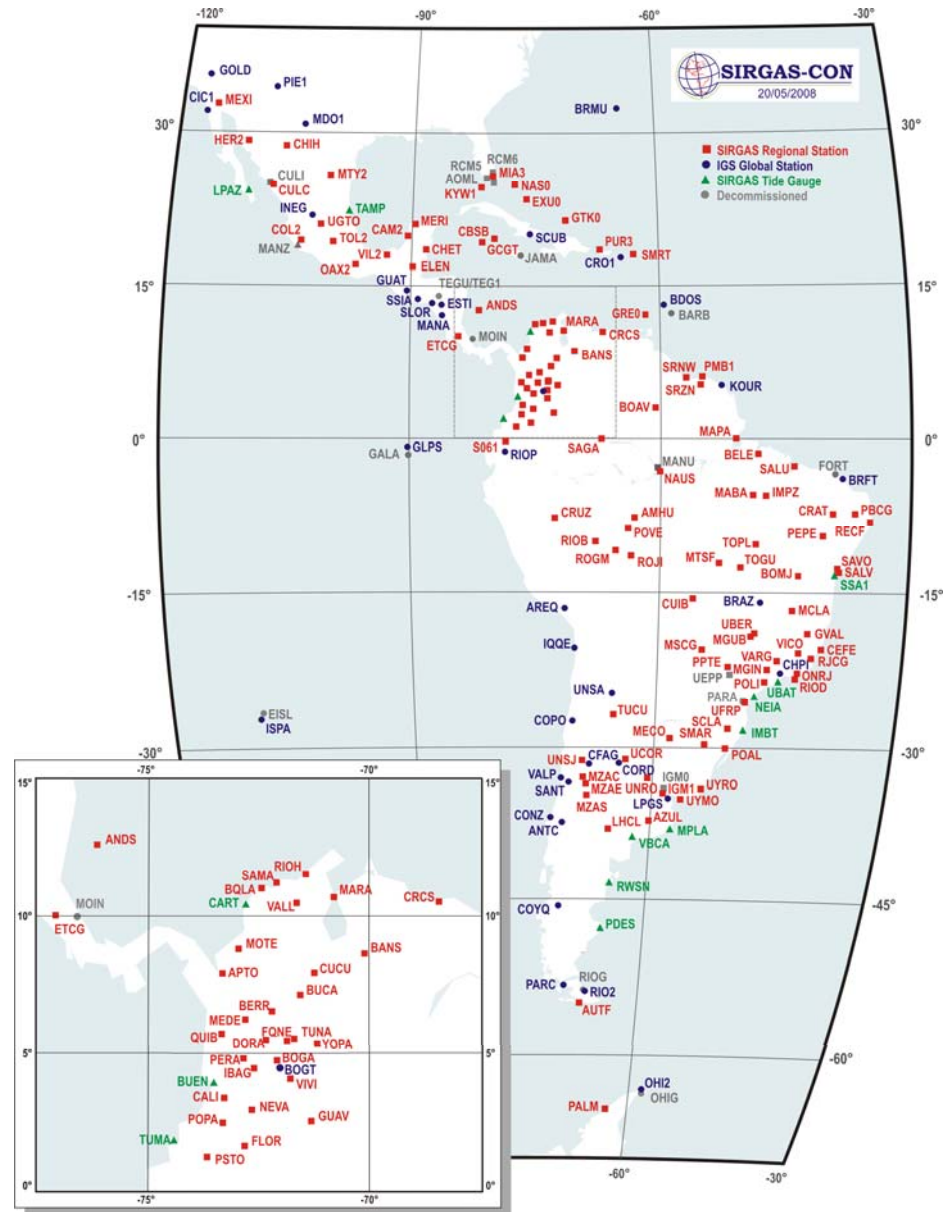 -120°
-90°
-60°
-30°
SIRGAS-CON
20/05/2008
SIRGAS Regional Station
IGS Global Station
SIRGAS Tide Gauge
Decommissioned
GOLD
PIE1
CIC1
MEXI
MDO1
BRMU
30°
30°
HER2
CHIH
RCM6
RCM5
MIA3
AOML
CULI
CULC
MTY2
NAS0
KYW1
LPAZ
EXU0
TAMP
INEG
GTK0
UGTO
MERI
CAM2
CBSB
SCUB
COL2
TOL2
GCGT
PUR3
MANZ
VIL2
CHET
JAMA
SMRT
CRO1
OAX2
ELEN
15°
15°
GUAT
TEGU/TEG1
SSIA
ESTI
SLOR
MANA
ANDS
BDOS
BARB
GRE0
MARA
ETCG
MOIN
CRCS
BANS
SRNW
PMB1
SRZN
KOUR
BOAV
0°
0°
GLPS
GALA
S061
RIOP
SAGA
MAPA
BELE
MANU
NAUS
SALU
FORT
BRFT
MABA
IMPZ
CRUZ
AMHU
POVE
CRAT
PBCG
RECF
PEPE
RIOB
ROGM
ROJI
TOPL
MTSF
TOGU
BOMJ
SAVO
SALV
SSA1
-15°
-15°
AREQ
CUIB
BRAZ
MCLA
IQQE
UBER
MGUB
GVAL
MSCG
VICO
CEFE
VARG
RJCG
PPTE
MGIN
CHPI
UEPP
ONRJ
POLI
RIOD
UBAT
UNSA
PARA
NEIA
UFRP
TUCU
EISL
ISPA
COPO
SCLA
IMBT
MECO
SMAR
POAL
-30°
-30°
UNSJ
CFAG
UCOR
CORD
VALP
MZAC
IGM0
SANT
MZAE
UNRO
IGM1
UYRO
MZAS
LPGS
UYMO
CONZ
ANTC
LHCL
AZUL
MPLA
VBCA
RWSN
-45°
COYQ
PDES
PARC
RIOG
RIO2
AUTF
-60°
OHI2
OHIG
PALM
-60°
-30°
15°
-75°
-70°
15°
ANDS
RIOH
SAMA
BQLA
MARA
CRCS
CART
VALL
MOIN
ETCG
10°
10°
MOTE
BANS
APTO
CUCU
BUCA
BERR
MEDE
QUIB
DORA
FQNE
TUNA
YOPA
5°
5°
PERA
BOGA
IBAG
BOGT
BUEN
VIVI
CALI
NEVA
POPA
GUAV
TUMA
FLOR
PSTO
0°
0°
-75°
-70°